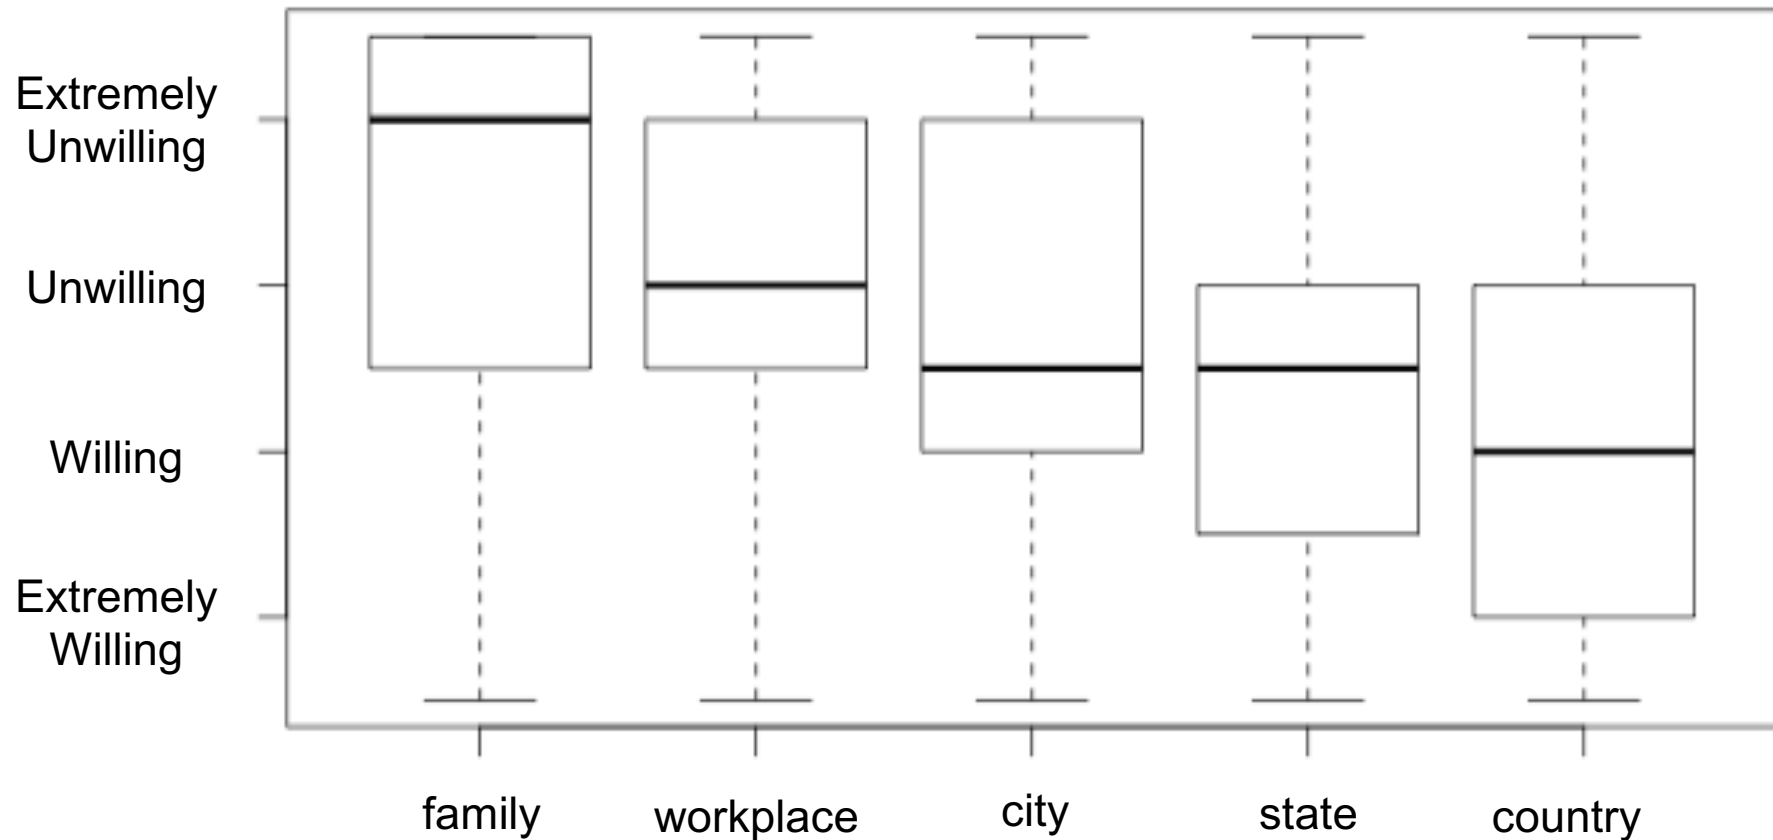 Extremely
Unwilling
Unwilling
Willing
Extremely
Willing
family
workplace
city
state
country